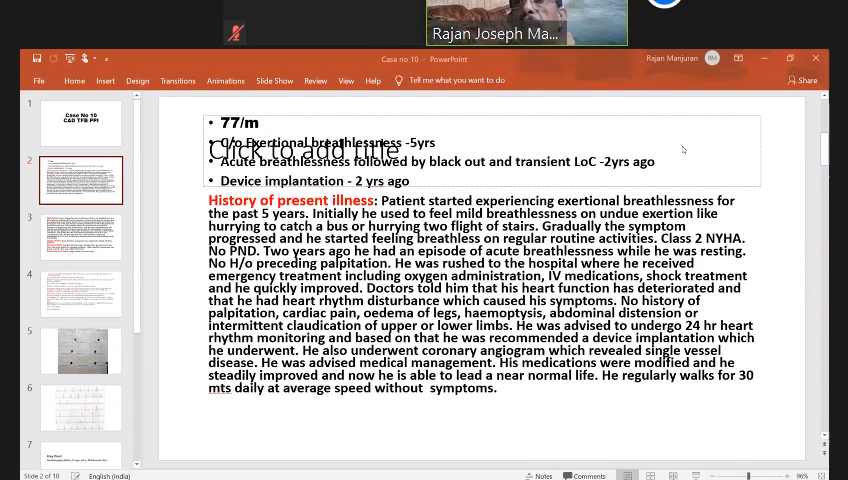 Rajan Joseph Ma...
Case no 10 - PowerPoint
Rajan Manjuran
RM
File Home Insert Design Transitions Animations Slide Show Review View Help Tell me what you want to do
Share
1
Case No 10
CAD TFB PPI
2
3
4
5
6
7
• 77/m
Click to add title
• C/o Exertional breathlessness -5yrs
• Acute breathlessness followed by black out and transient LoC -2yrs ago
• Device implantation - 2 yrs ago
History of present illness: Patient started experiencing exertional breathlessness for
the past 5 years. Initially he used to feel mild breathlessness on undue exertion like
hurrying to catch a bus or hurrying two flight of stairs. Gradually the symptom
progressed and he started feeling breathless on regular routine activities. Class 2 NYHA.
No PND. Two years ago he had an episode of acute breathlessness while he was resting.
No H/o preceding palpitation. He was rushed to the hospital where he received
emergency treatment including oxygen administration, IV medications, shock treatment
and he quickly improved. Doctors told him that his heart function has deteriorated and
that he had heart rhythm disturbance which caused his symptoms. No history of
palpitation, cardiac pain, oedema of legs, haemoptysis, abdominal distension or
intermittent claudication of upper or lower limbs. He was advised to undergo 24 hr heart
rhythm monitoring and based on that he was recommended a device implantation which
he underwent. He also underwent coronary angiogram which revealed single vessel
disease. He was advised medical management. His medications were modified and he
steadily improved and now he is able to lead a near normal life. He regularly walks for 30
mts daily at average speed without symptoms.
Slide 2 of 10 English (India) Notes Comments 96%